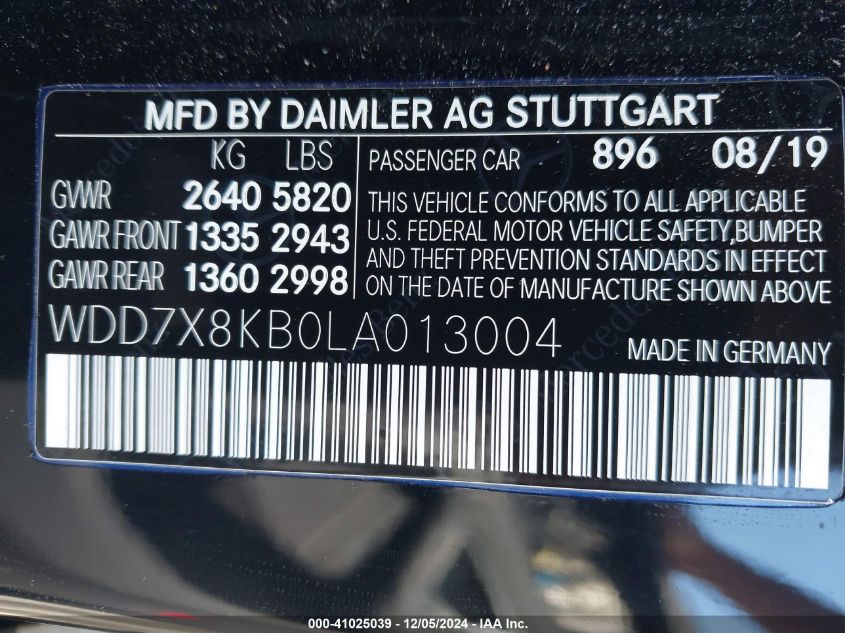 MFD BY DAIMLER AG STUTTGART
KG LBS
GVWR 2640 5820
GAWR FRONT 1335 2943
GAWR REAR 1360 2998
PASSENGER CAR 896 08/19
THIS VEHICLE CONFORMS TO ALL APPLICABLE
U.S. FEDERAL MOTOR VEHICLE SAFETY,BUMPER
AND THEFT PREVENTION STANDARDS IN EFFECT
ON THE DATE OF MANUFACTURE SHOWN ABOVE
WDD7X8KB0LA013004
MADE IN GERMANY
000-41025039 - 12/05/2024 - IAA Inc.